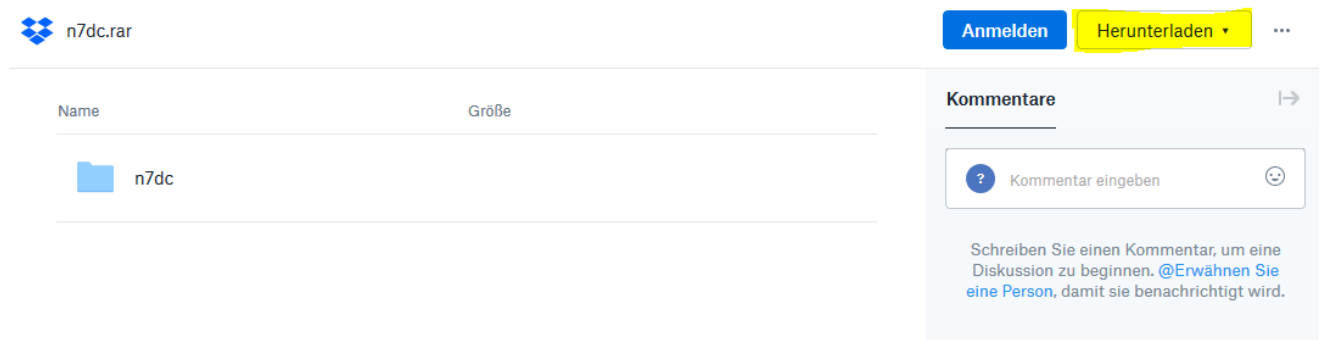 n7dc.rar
Anmelden
Herunterladen
Name
Größe
n7dc
Kommentare
?
Kommentar eingeben
Schreiben Sie einen Kommentar, um eine
Diskussion zu beginnen. @Erwähnen Sie
eine Person, damit sie benachrichtigt wird.